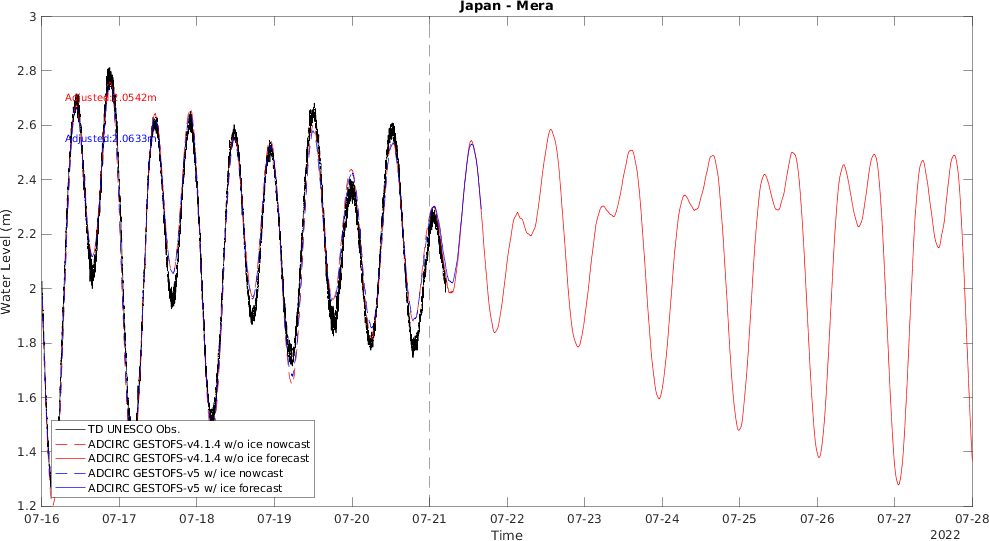 Japan - Mera
Water Level (m)
3
2.8
2.6
2.4
2.2
2
1.8
1.6
1.4
1.2
Adjusted:2.0542m
Adjusted:2.0633m
TD UNESCO Obs.
ADCIRC GESTOFS-v4.1.4 w/o ice nowcast
ADCIRC GESTOFS-v4.1.4 w/o ice forecast
ADCIRC GESTOFS-v5 w/ ice nowcast
ADCIRC GESTOFS-v5 w/ ice forecast
07-16 07-17 07-18 07-19 07-20 07-21 07-22 07-23 07-24 07-25 07-26 07-27 07-28
Time
2022